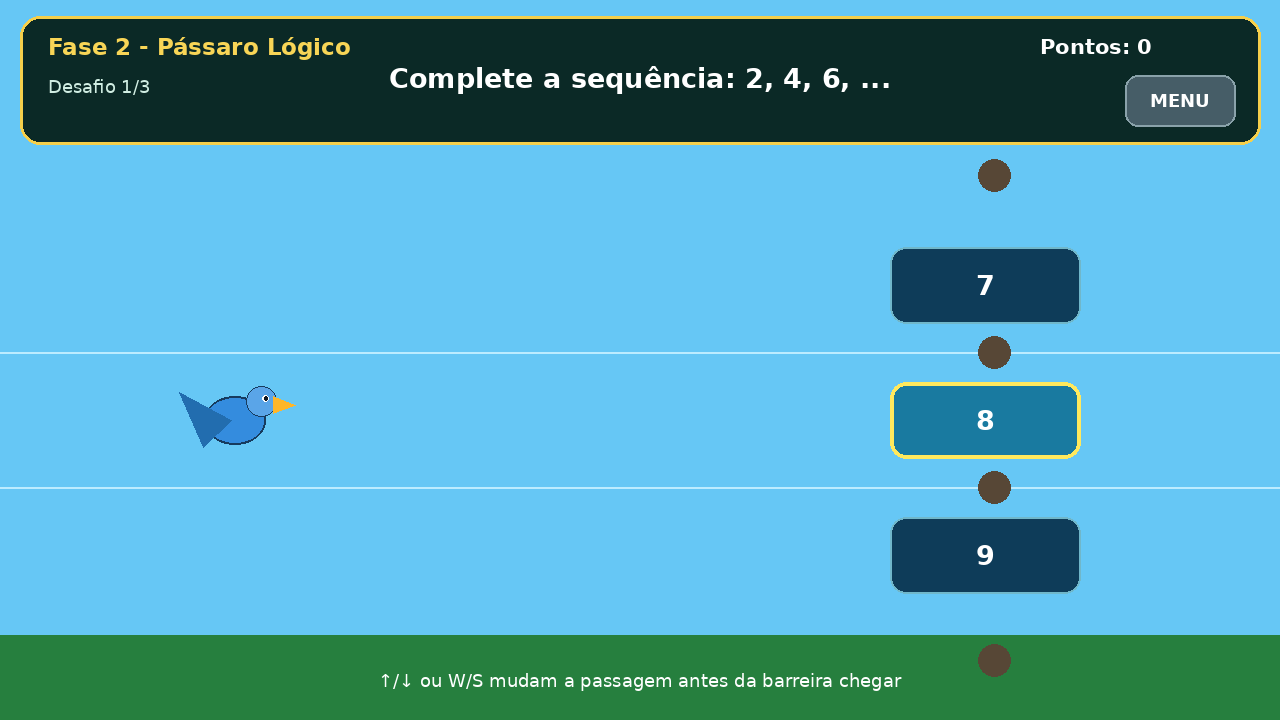 Fase 2 - Pássaro Lógico
Pontos: 0
Desafio 1/3
Complete a sequência: 2, 4, 6, ...
MENU
7
8
9
↑/↓ ou W/S mudam a passagem antes da barreira chegar